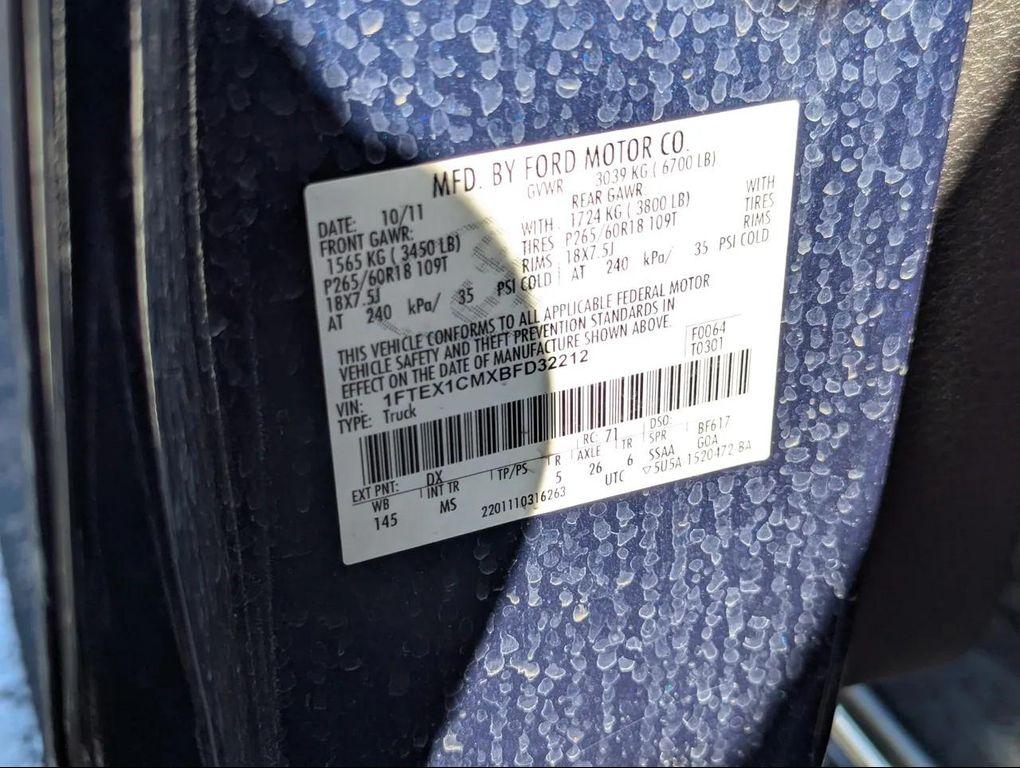 MFD. BY FORD MOTOR CO.
DATE: 10/11 GVWR 3039 KG ( 6700 LB)
FRONT GAWR: REAR GAWR:
1565 KG ( 3450 LB) WITH 1724 KG ( 3800 LB) WITH
P265/60R18 109T TIRES P265/60R18 109T TIRES
18X7.5J RIMS 18X7.5J RIMS
AT 240 kPa/ 35 PSI COLD AT 240 kPa/ 35 PSI COLD
THIS VEHICLE CONFORMS TO ALL APPLICABLE FEDERAL MOTOR
VEHICLE SAFETY AND THEFT PREVENTION STANDARDS IN
EFFECT ON THE DATE OF MANUFACTURE SHOWN ABOVE.
VIN: 1FTEX1CMXBFD32212 F0064
TYPE: Truck T0301
EXT PNT: DX LRC: 71 DSO: BF617
WB INT TR TP/PS R AXLE TR SPR GOA
145 MS 5 26 6 SSAA
2201110316263 UTC ▽5U5A 1520472 BA